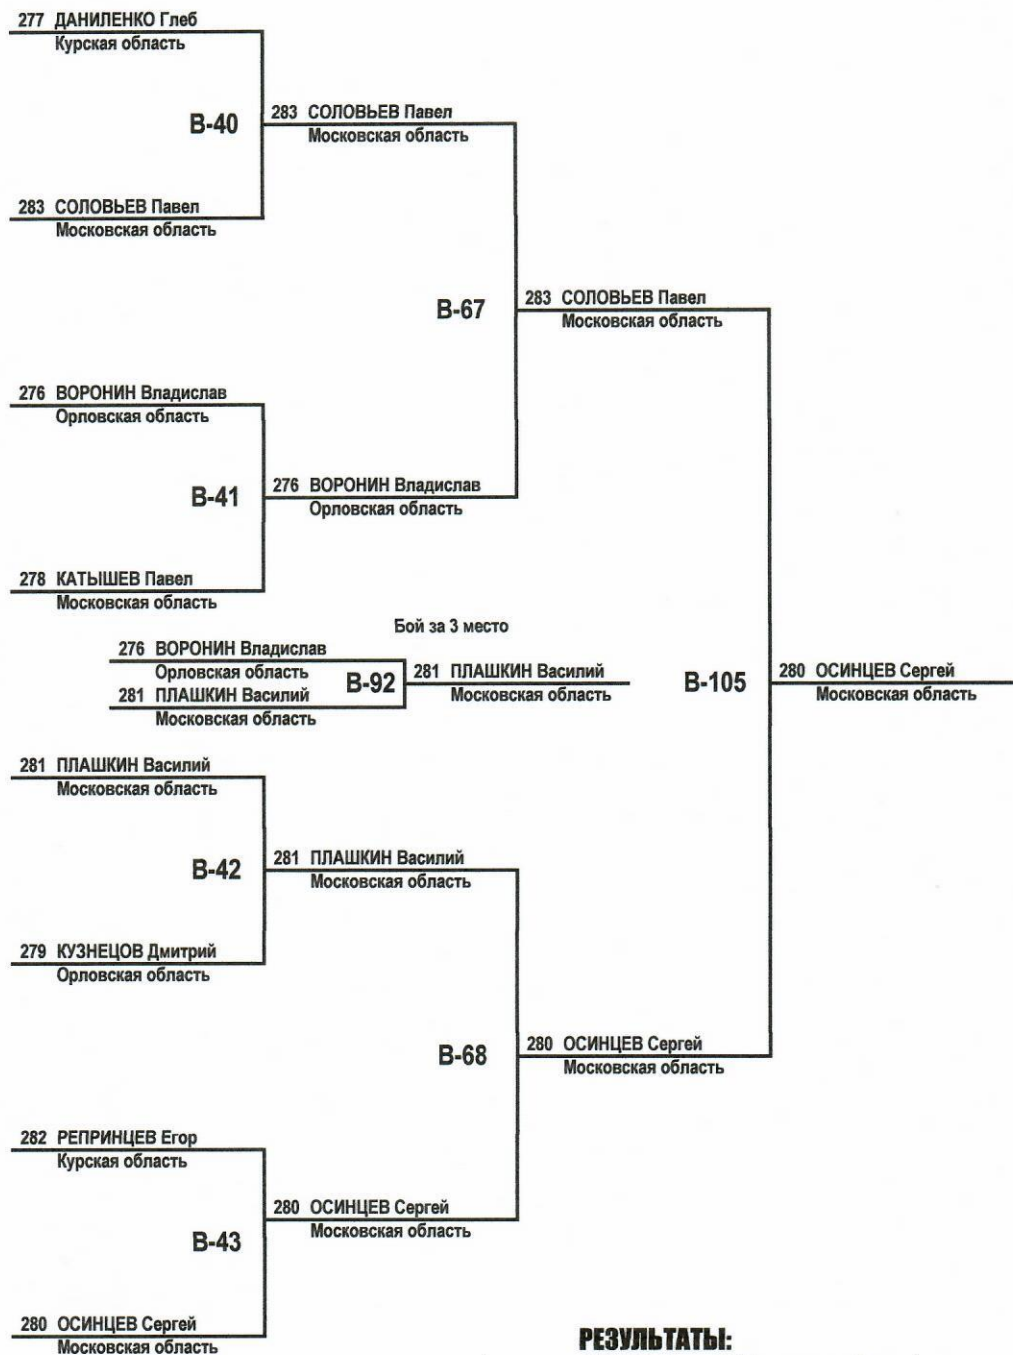 277 ДАНИЛЕНКО Глеб
Курская область
B-40
283 СОЛОВЬЕВ Павел
Московская область
283 СОЛОВЬЕВ Павел
Московская область
B-67
283 СОЛОВЬЕВ Павел
Московская область
276 ВОРОНИН Владислав
Орловская область
B-41
276 ВОРОНИН Владислав
Орловская область
278 КАТЫШЕВ Павел
Московская область
Бой за 3 место
276 ВОРОНИН Владислав
Орловская область
281 ПЛАШКИН Василий
Московская область
B-92
281 ПЛАШКИН Василий
Московская область
B-105
280 ОСИНЦЕВ Сергей
Московская область
281 ПЛАШКИН Василий
Московская область
B-42
281 ПЛАШКИН Василий
Московская область
279 КУЗНЕЦОВ Дмитрий
Орловская область
B-68
280 ОСИНЦЕВ Сергей
Московская область
282 РЕПРИНЦЕВ Егор
Курская область
B-43
280 ОСИНЦЕВ Сергей
Московская область
280 ОСИНЦЕВ Сергей
Московская область
РЕЗУЛЬТАТЫ: